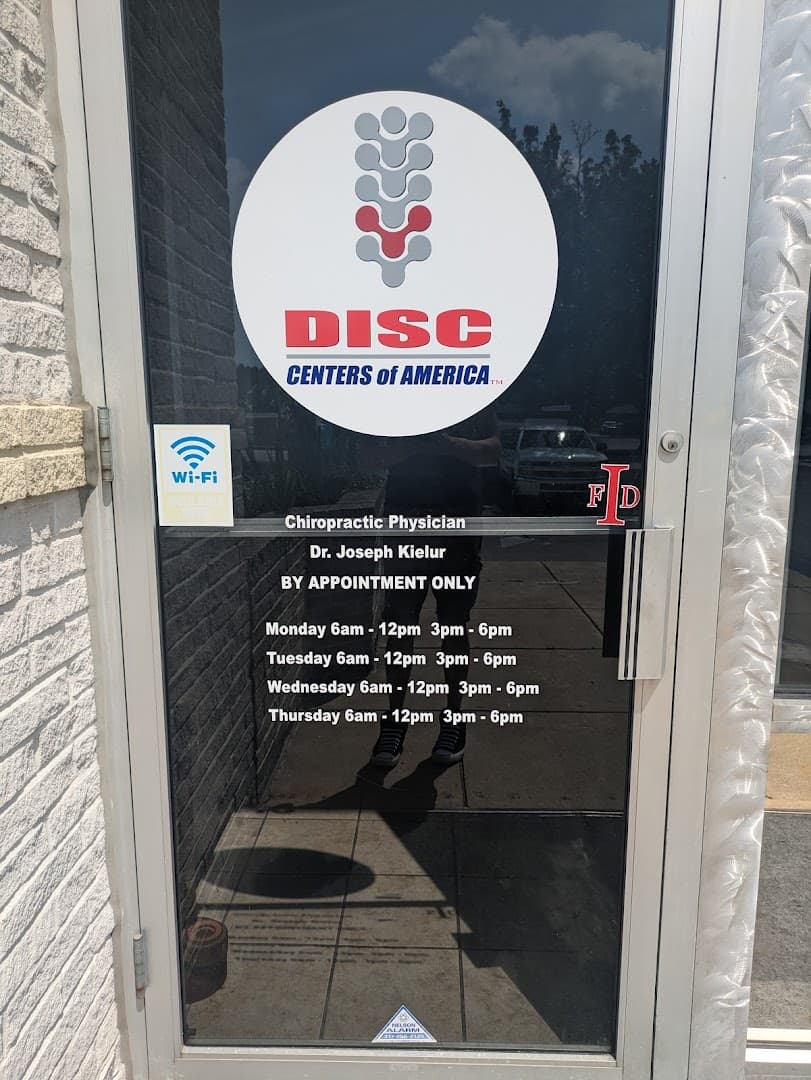 DISC
CENTERS of AMERICA™
Wi-Fi
FID
Chiropractic Physician
Dr. Joseph Kielur
BY APPOINTMENT ONLY
Monday 6am - 12pm 3pm - 6pm
Tuesday 6am - 12pm 3pm - 6pm
Wednesday 6am - 12pm 3pm - 6pm
Thursday 6am - 12pm 3pm - 6pm
NELSON
ALARM